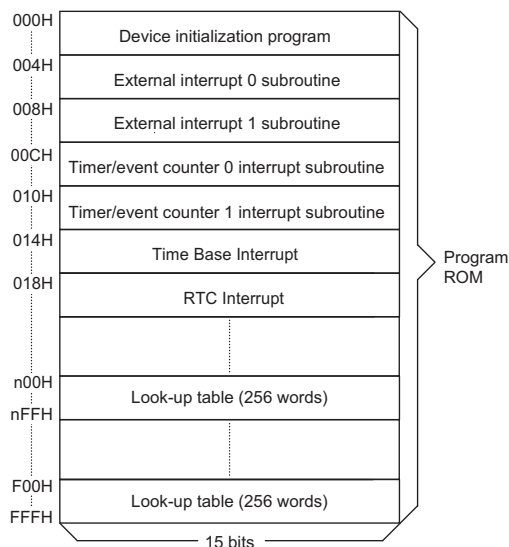 000H
Device initialization program
004H
External interrupt 0 subroutine
008H
External interrupt 1 subroutine
00CH
Timer/event counter 0 interrupt subroutine
010H
Timer/event counter 1 interrupt subroutine
014H
Time Base Interrupt
018H
RTC Interrupt
Program
ROM
n00H
Look-up table (256 words)
nFFH
F00H
Look-up table (256 words)
FFFH
15 bits